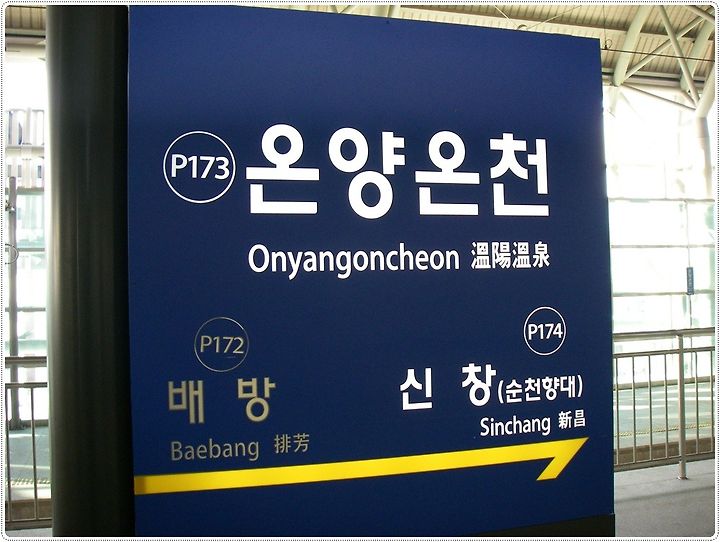 P173 온양온천
Onyangoncheon 溫陽溫泉
P172
배 방
Baebang 排芳
P174
신 창(순천향대)
Sinchang 新昌